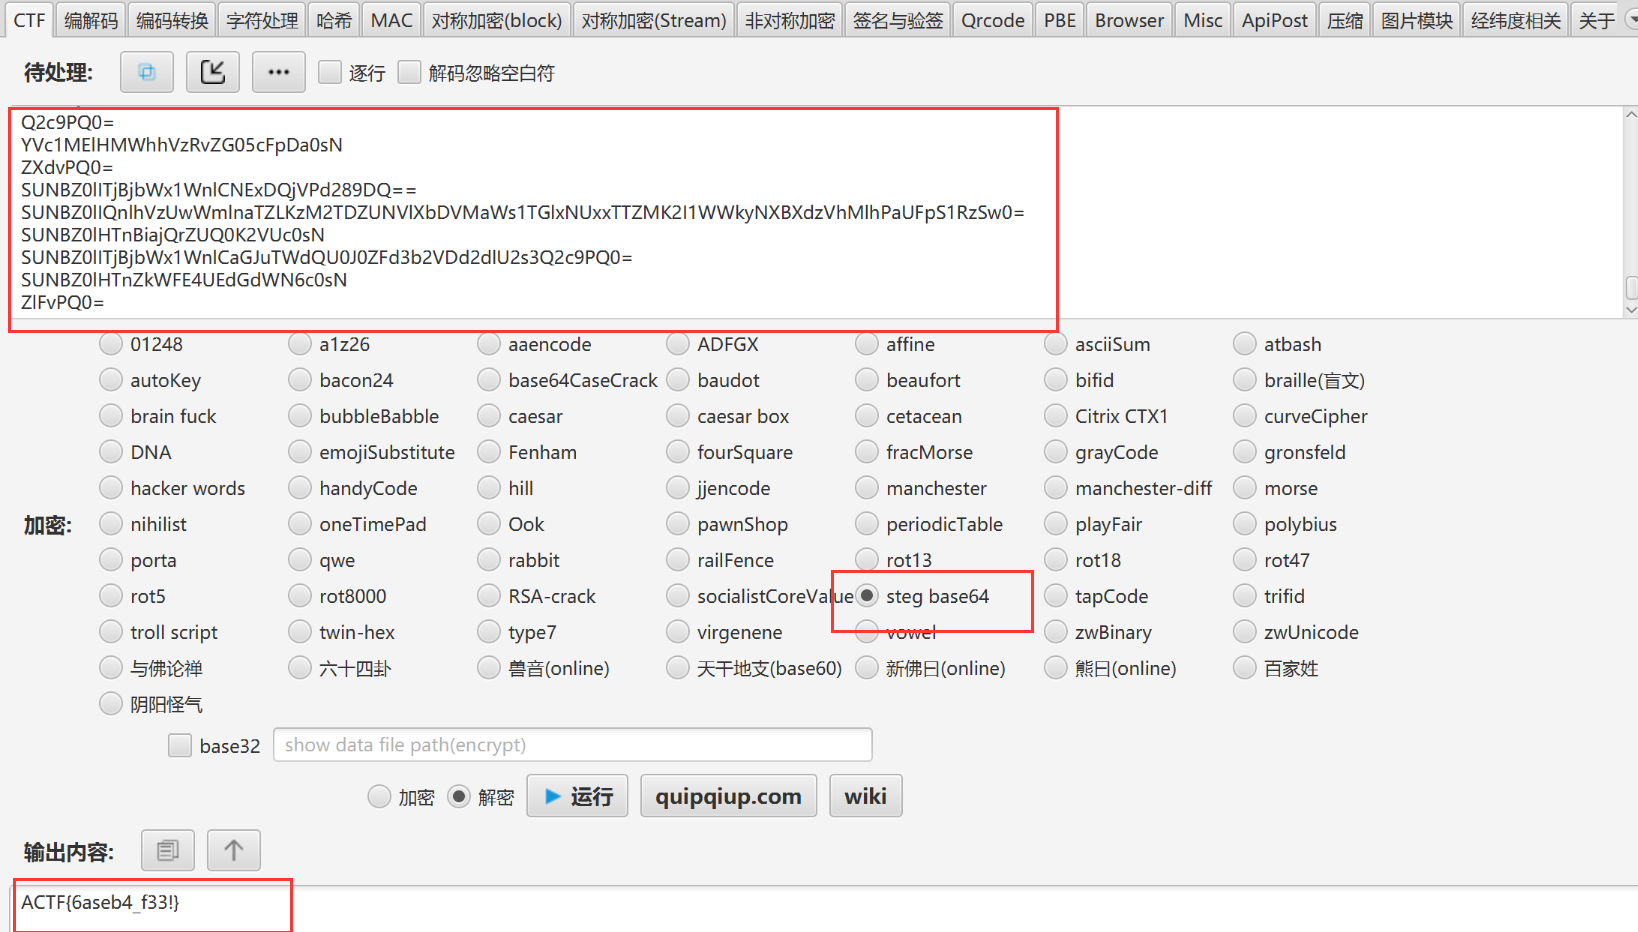 CTF 编解码 编码转换 字符处理 哈希 MAC 对称加密(block) 对称加密(Stream) 非对称加密 签名与验签 Qrcode PBE Browser Misc ApiPost 压缩 图片模块 经纬度相关 关于
待处理: 逐行 解码忽略空白符
Q2c9PQ0=
YVc1MElHMWhhVzRvZG05cFpDa0sN
ZXdvPQ0=
SUNBZ0lITjBjbWx1WnlCNExDQjVPd289DQ==
SUNBZ0lIQnlhVzUwWmlnaTZLKzM2TDZUNVlXbDVMaWs1TGlxNUxxTTZMK2I1WWkyNXBXdzVhMlhPaUFpS1RzSw0=
SUNBZ0lHTnBiajQrZUQ0K2VUc0sN
SUNBZ0lITjBjbWx1WnlCaGJuTWdQU0J0ZFd3b2VDd2dlU2s3Q2c9PQ0=
SUNBZ0lHTnZkWFE4UEdGdWN6c0sN
ZlFvPQ0=
01248 a1z26 aaencode ADFGX affine asciiSum atbash
autoKey bacon24 base64CaseCrack baudot beaufort bifid braille(盲文)
brain fuck bubbleBabble caesar caesar box cetacean Citrix CTX1 curveCipher
DNA emojiSubstitute Fenham fourSquare fracMorse grayCode gronsfeld
hacker words handyCode hill jjencode manchester manchester-diff morse
加密: nihilist oneTimePad Ook pawnShop periodicTable playFair polybius
porta qwe rabbit railFence rot13 rot18 rot47
rot5 rot8000 RSA-crack socialistCoreValue steg base64 tapCode trifid
troll script twin-hex type7 virgenene vowel zwBinary zwUnicode
与佛论禅 六十四卦 兽音(online) 天干地支(base60) 新佛曰(online) 熊曰(online) 百家姓
阴阳怪气
base32 show data file path(encrypt)
加密 解密 运行 quipqiup.com wiki
输出内容:
ACTF{6aseb4_f33!}